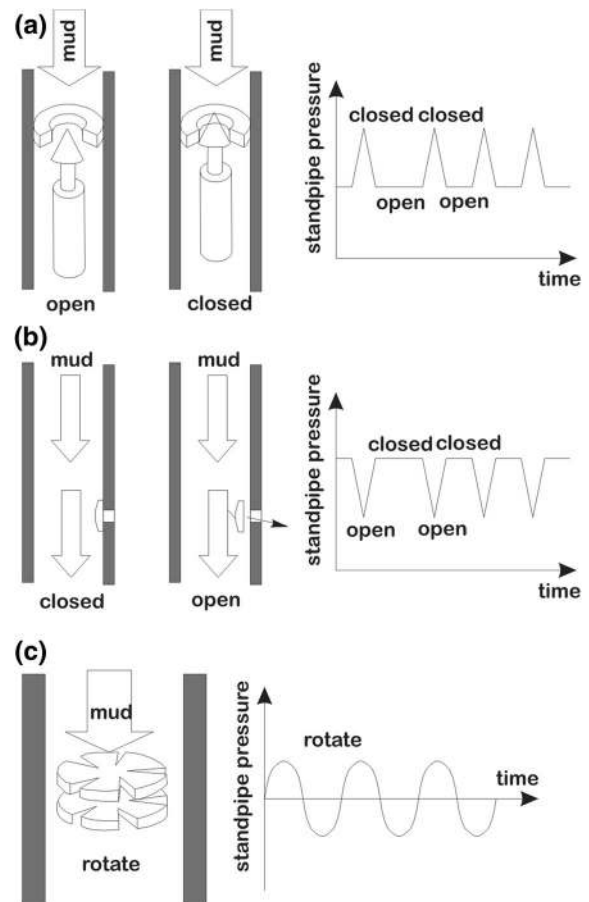 (a)
mud
mud
open
closed
standpipe pressure
closed closed
open open
time
(b)
mud
mud
closed
open
standpipe pressure
closed closed
open open
time
(c)
mud
rotate
standpipe pressure
rotate
time